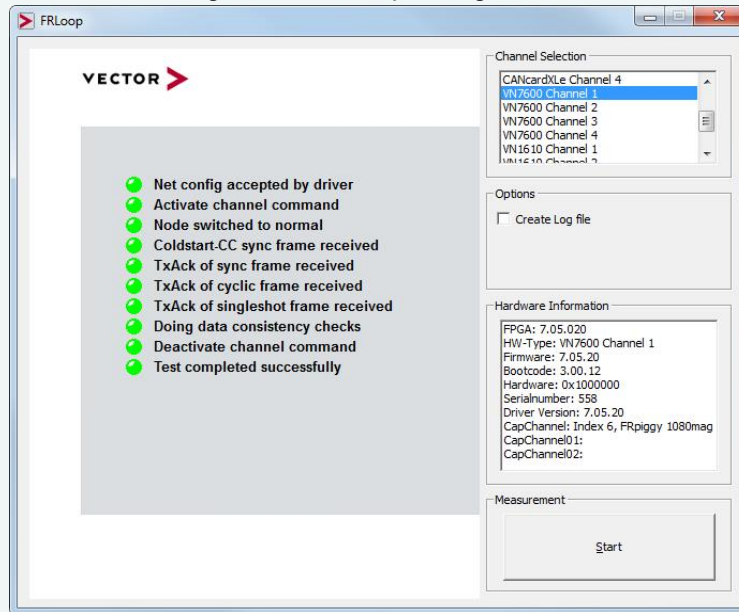 FRLoop
VECTOR
Net config accepted by driver
Activate channel command
Node switched to normal
Coldstart-CC sync frame received
TxAck of sync frame received
TxAck of cyclic frame received
TxAck of singleshot frame received
Doing data consistency checks
Deactivate channel command
Test completed successfully
Channel Selection
CANcardXLe Channel 4
VN7600 Channel 1
VN7600 Channel 2
VN7600 Channel 3
VN7600 Channel 4
VN1610 Channel 1
VN1610 Channel 2
Options
Create Log file
Hardware Information
FPGA: 7.05.020
HW-Type: VN7600 Channel 1
Firmware: 7.05.20
Bootcode: 3.00.12
Hardware: 0x1000000
Serialnumber: 558
Driver Version: 7.05.20
CapChannel: Index 6, FRpiggy 1080mag
CapChannel01:
CapChannel02:
Measurement
Start